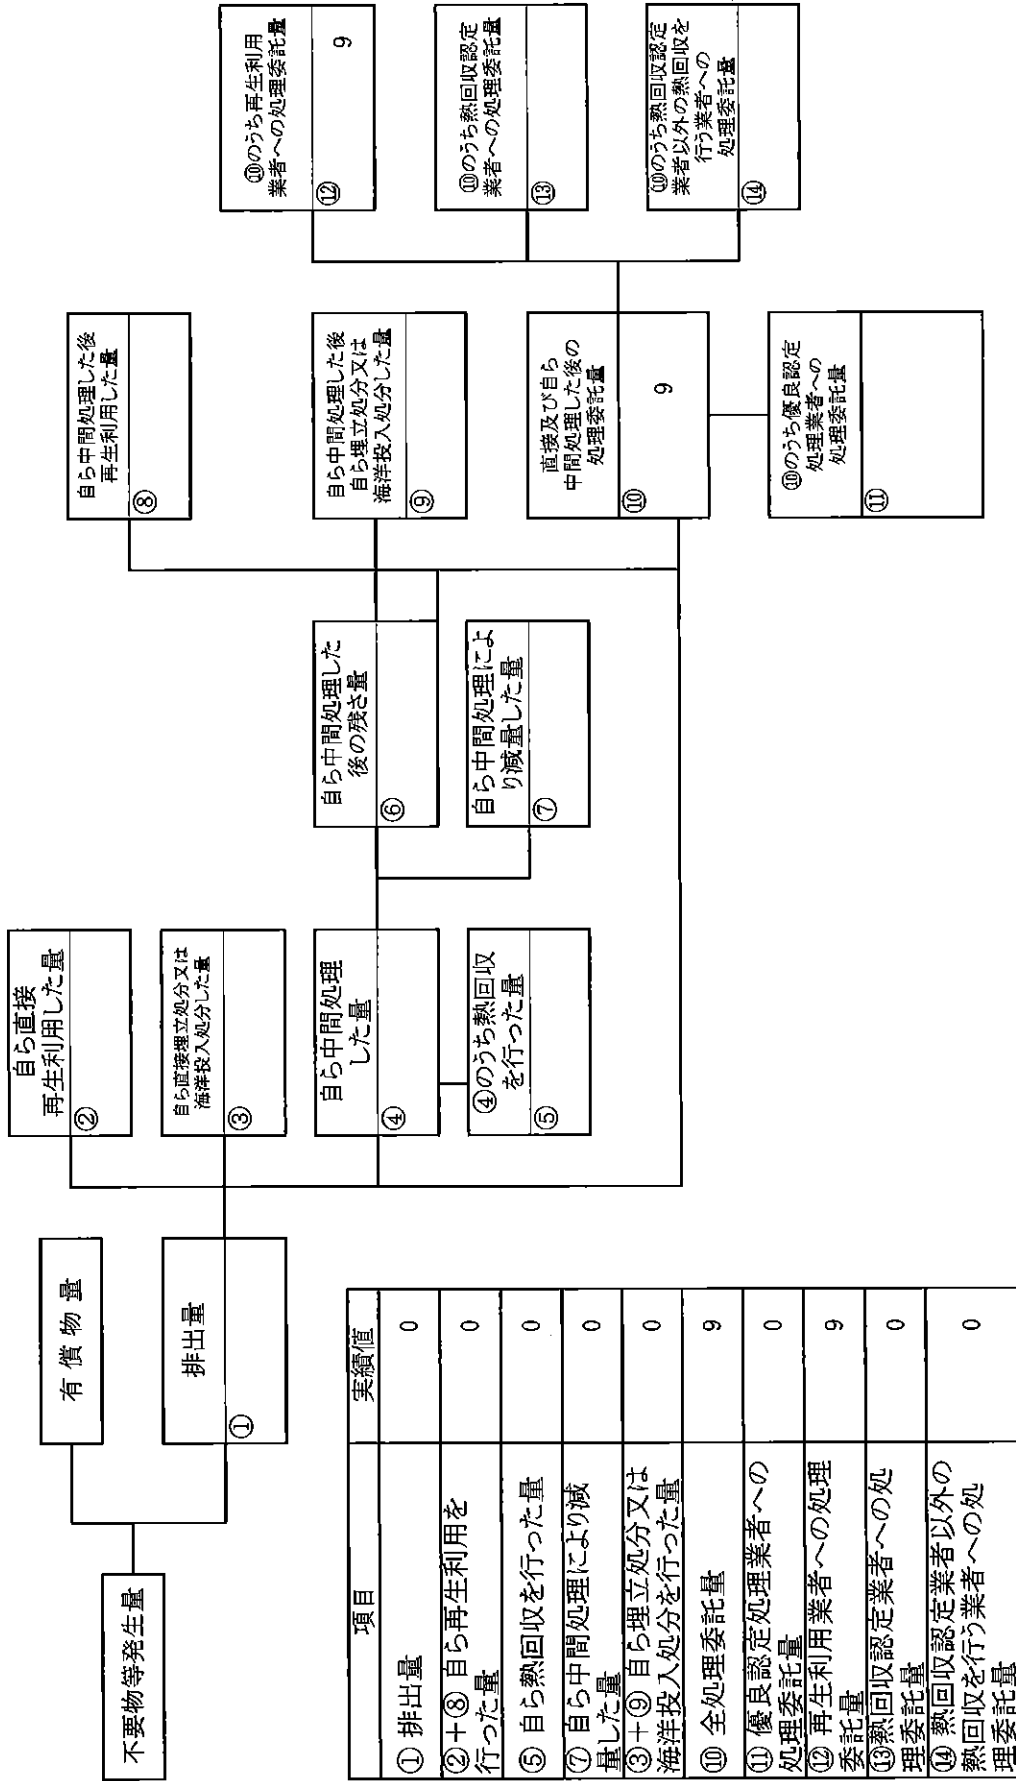 不要物等発生量
有償物量
排出量
①
自ら直接
再生利用した量
②
自ら直接埋立処分又は
海洋投入処分した量
③
自ら中間処理
した量
④
④のうち熱回収
を行った量
⑤
自ら中間処理した
後の残さ量
⑥
自ら中間処理によ
り減量した量
⑦
自ら中間処理した後
再生利用した量
⑧
自ら中間処理した後
自ら埋立処分又は
海洋投入処分した量
⑨
直接及び自ら
中間処理した後の
処理委託量
⑩ 9
⑩のうち優良認定
処理業者への
処理委託量
⑪
⑩のうち再生利用
業者への処理委託量
⑫ 9
⑩のうち熱回収認定
業者への処理委託量
⑬
⑩のうち熱回収認定
業者以外の熱回収を
行う業者への
処理委託量
⑭
項目 実績値
① 排出量 0
②+⑧ 自ら再生利用を
行った量 0
⑤ 自ら熱回収を行った量 0
⑦ 自ら中間処理により減
量した量 0
③+⑨ 自ら埋立処分又は
海洋投入処分を行った量 0
⑩ 全処理委託量 9
⑪ 優良認定処理業者への
処理委託量 0
⑫ 再生利用業者への処理
委託量 9
⑬熱回収認定業者への処
理委託量 0
⑭ 熱回収認定業者以外の
熱回収を行う業者への処
理委託量 0